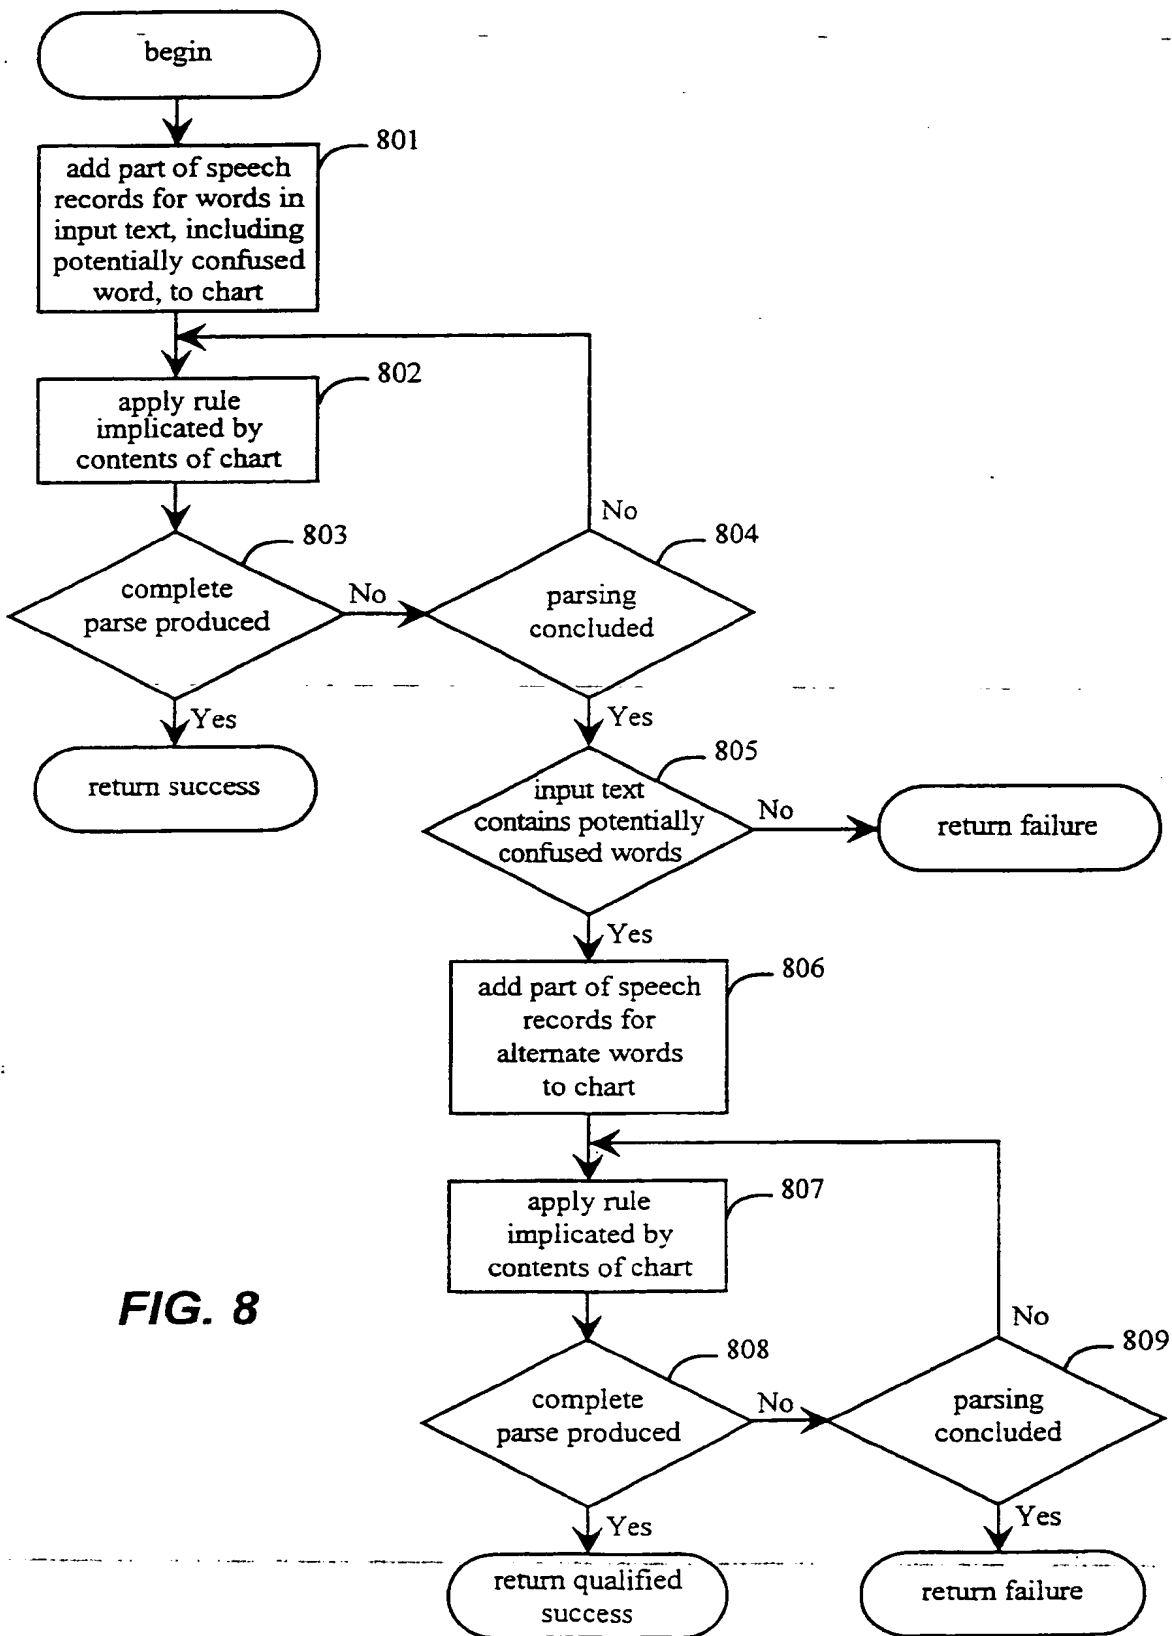 begin
801
add part of speech
records for words in
input text, including
potentially confused
word, to chart
802
apply rule
implicated by
contents of chart
803
complete
parse produced
No
Yes
return success
804
No
parsing
concluded
Yes
805
input text
contains potentially
confused words
No
return failure
Yes
806
add part of speech
records for
alternate words
to chart
807
apply rule
implicated by
contents of chart
808
complete
parse produced
No
Yes
return qualified
success
809
No
parsing
concluded
Yes
return failure
FIG. 8